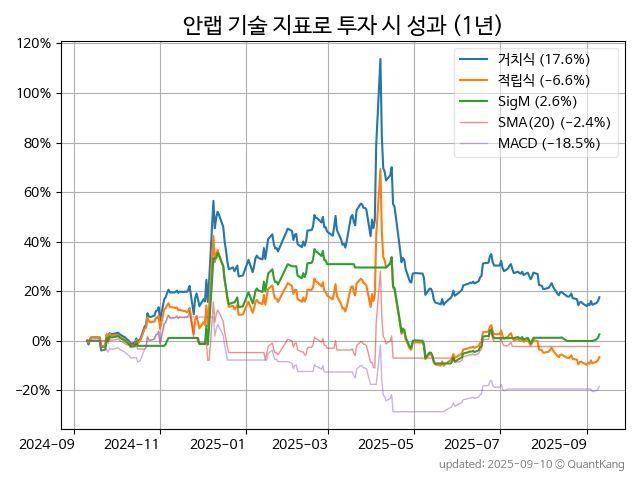 안랩 기술 지표로 투자 시 성과 (1년)
120%
100%
80%
60%
40%
20%
0%
−20%
거치식 (17.6%)
적립식 (−6.6%)
SigM (2.6%)
SMA(20) (−2.4%)
MACD (−18.5%)
2024−09
2024−11
2025−01
2025−03
2025−05
2025−07
2025−09
updated: 2025−09−10 © QuantKang